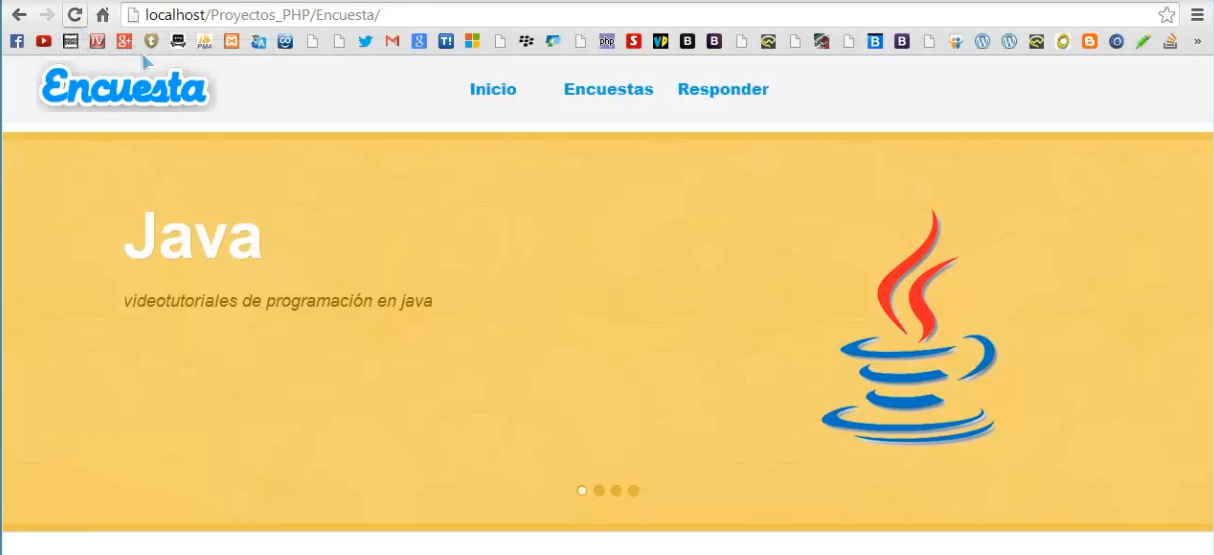 localhost/Proyectos_PHP/Encuesta/
Encuesta
Inicio Encuestas Responder
Java
videotutoriales de programación en java